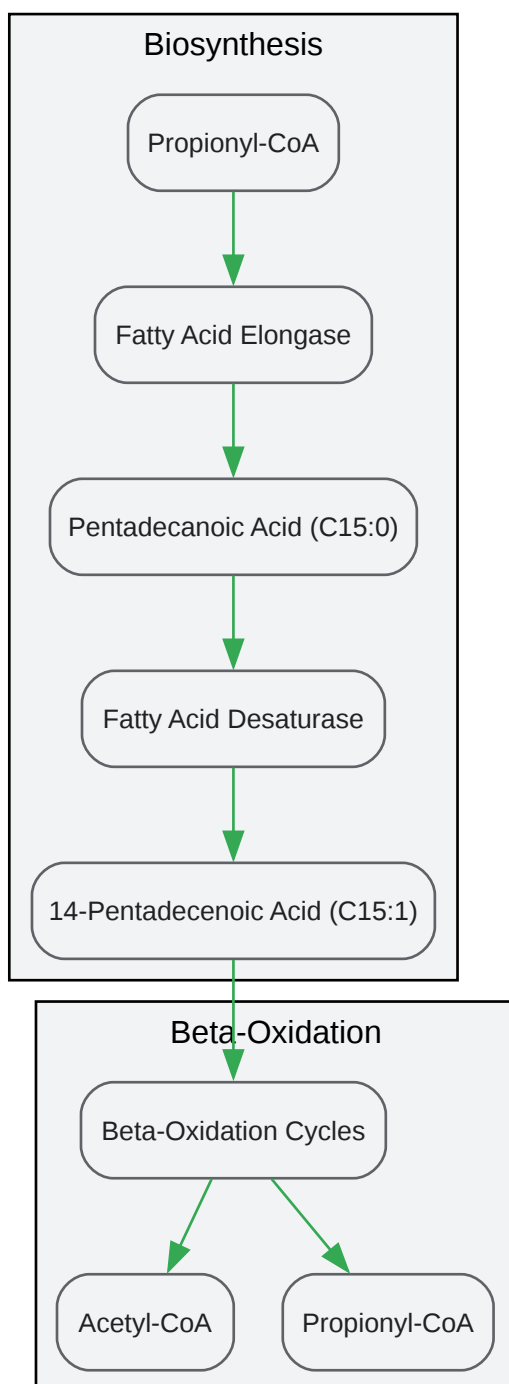 Biosynthesis
Propionyl-CoA
Fatty Acid Elongase
Pentadecanoic Acid (C15:0)
Fatty Acid Desaturase
14-Pentadecenoic Acid (C15:1)
Beta-Oxidation
Beta-Oxidation Cycles
Acetyl-CoA
Propionyl-CoA